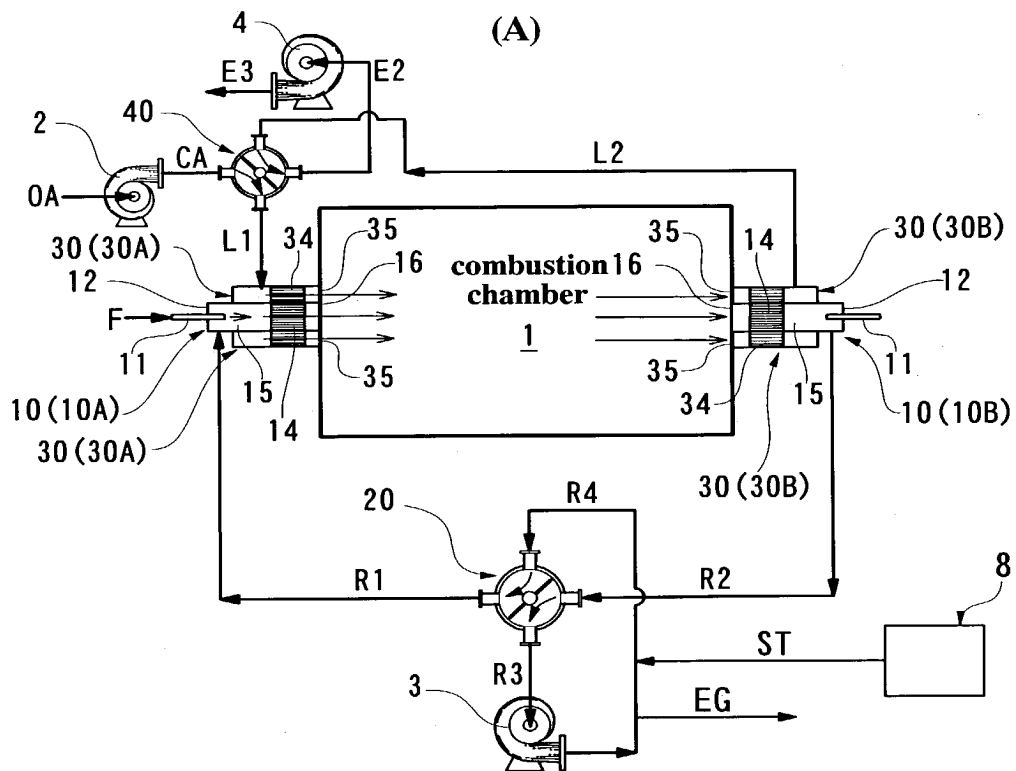 (A)
4
E3
E2
40
2
CA
L2
OA
L1
30(30A)
34
35
16
12
F
11
15
14
35
10(10A)
30(30A)
combustion
chamber
1
35
16
14
30(30B)
12
11
15
35
34
10(10B)
30(30B)
20
R4
R1
R2
8
ST
R3
3
EG